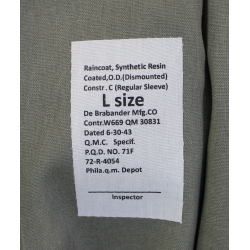 Raincoat, Synthetic Resin
Coated,O.D.(Dismounted)
Constr. C (Regular Sleeve)
L size
De Brabander Mfg.CO
Contr.W669 QM 30831
Dated 6-30-43
Q.M.C. Specif.
P.Q.D. NO. 71F
72-R-4054
Phila.q.m. Depot
Inspector